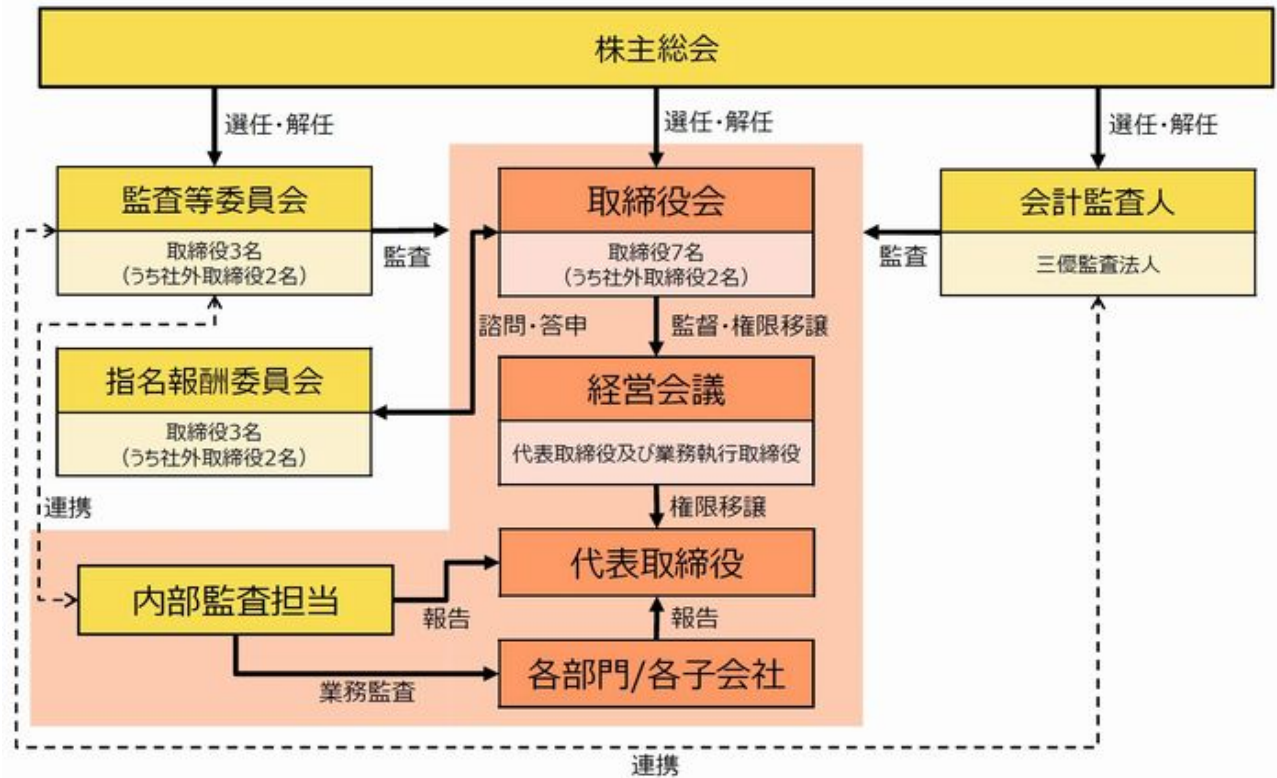 株主総会
選任・解任
選任・解任
選任・解任
監査等委員会
取締役3名
(うち社外取締役2名)
監査
取締役会
取締役7名
(うち社外取締役2名)
監査
会計監査人
三優監査法人
諮問・答申
監督・権限移譲
指名報酬委員会
取締役3名
(うち社外取締役2名)
経営会議
代表取締役及び業務執行取締役
連携
権限移譲
内部監査担当
報告
代表取締役
報告
業務監査
各部門/各子会社
連携